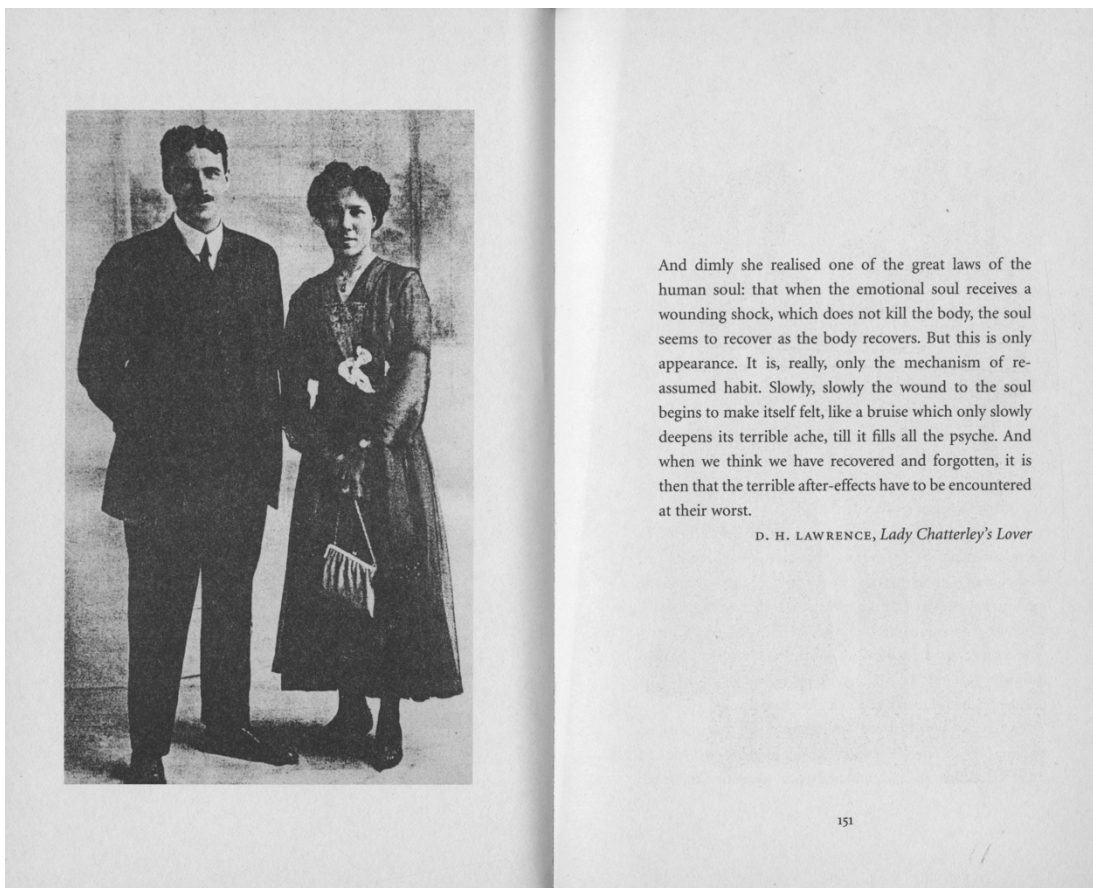 And dimly she realised one of the great laws of the
human soul: that when the emotional soul receives a
wounding shock, which does not kill the body, the soul
seems to recover as the body recovers. But this is only
appearance. It is, really, only the mechanism of re-
assumed habit. Slowly, slowly the wound to the soul
begins to make itself felt, like a bruise which only slowly
deepens its terrible ache, till it fills all the psyche. And
when we think we have recovered and forgotten, it is
then that the terrible after-effects have to be encountered
at their worst.
D. H. LAWRENCE, Lady Chatterley's Lover
151